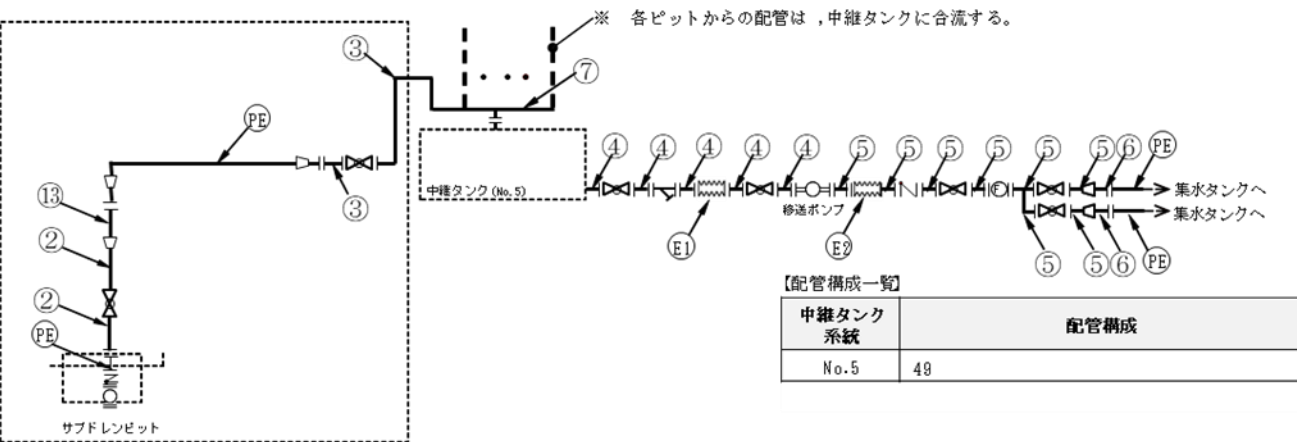 ※ 各ピットからの配管は ,中継タンクに合流する。
③
③
⑦
PE
③
⑬
②
②
PE
サブドレンピット
中継タンク(No.5)
④ ④ ④ ④ ④ ⑤ ⑤ ⑤ ⑤ ⑤ ⑤ ⑥ PE
集水タンクへ
集水タンクへ
移送ポンプ
E1
E2
⑤ ⑤ ⑥ PE
【配管構成一覧】
中継タンク
系統
配管構成
No.5
49